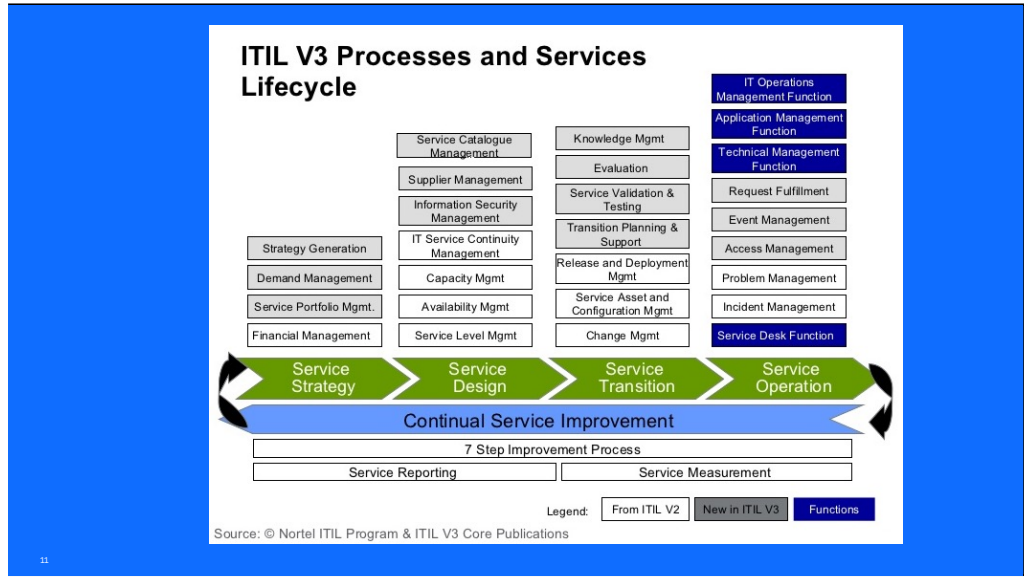 ITIL V3 Processes and Services
Lifecycle
Strategy Generation
Demand Management
Service Portfolio Mgmt.
Financial Management
Service Catalogue
Management
Supplier Management
Information Security
Management
IT Service Continuity
Management
Capacity Mgmt
Availability Mgmt
Service Level Mgmt
Knowledge Mgmt
Evaluation
Service Validation &
Testing
Transition Planning &
Support
Release and Deployment
Mgmt
Service Asset and
Configuration Mgmt
Change Mgmt
IT Operations
Management Function
Application Management
Function
Technical Management
Function
Request Fulfillment
Event Management
Access Management
Problem Management
Incident Management
Service Desk Function
Service
Strategy
Service
Design
Service
Transition
Service
Operation
Continual Service Improvement
7 Step Improvement Process
Service Reporting
Service Measurement
Legend:
From ITIL V2
New in ITIL V3
Functions
Source: © Nortel ITIL Program & ITIL V3 Core Publications
11